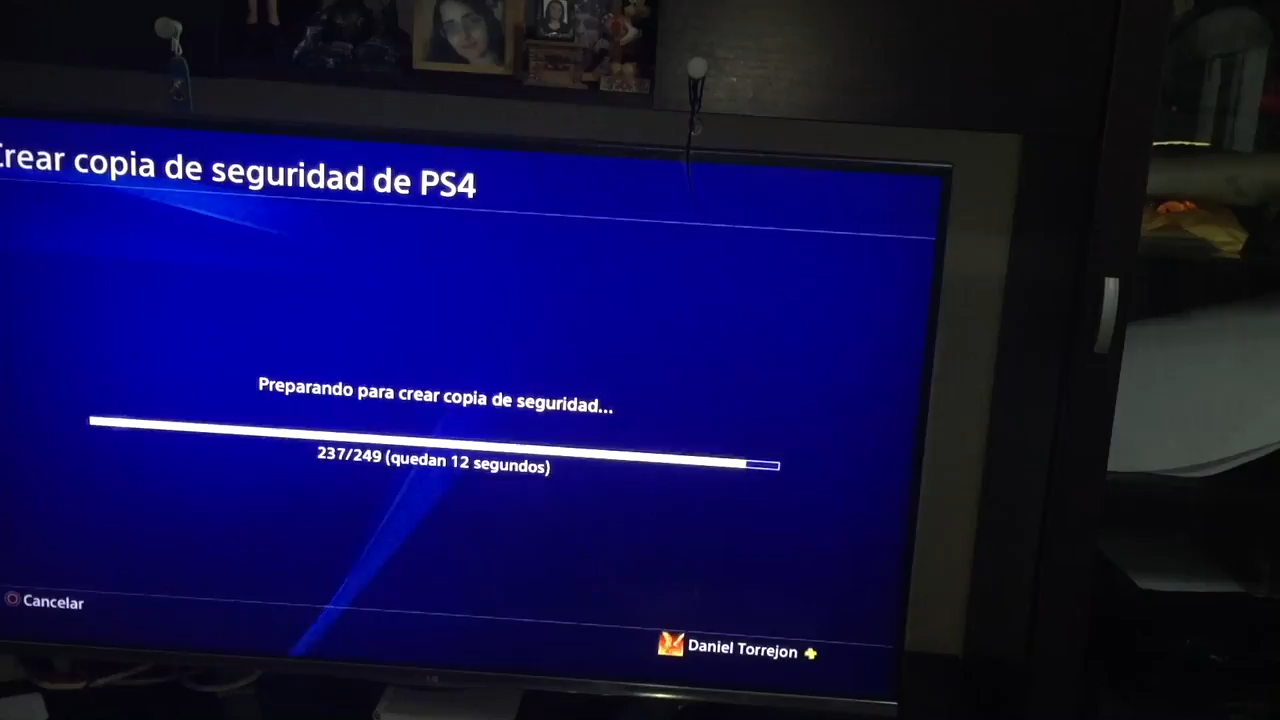 Crear copia de seguridad de PS4
Preparando para crear copia de seguridad...
237/249 (quedan 12 segundos)
Cancelar
Daniel Torrejon
LG